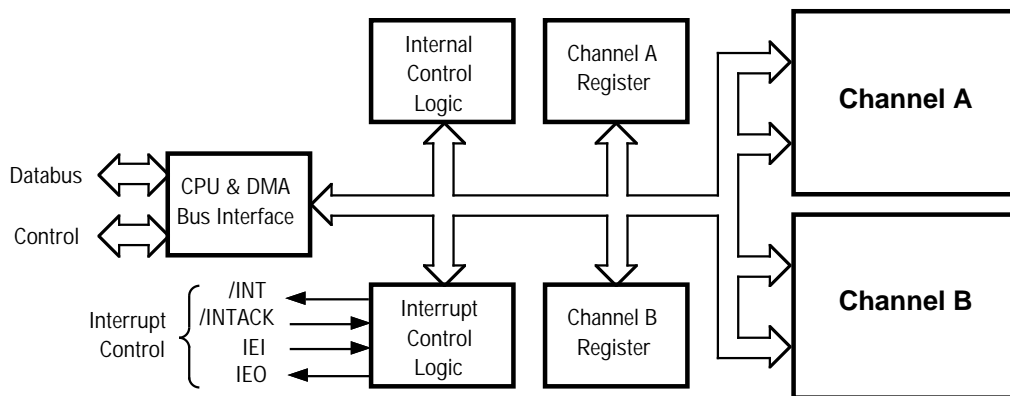 Internal
Control
Logic
Channel A
Register
Channel A
Databus
Control
CPU & DMA
Bus Interface
Interrupt
Control
/INT
/INTACK
IEI
IEO
Interrupt
Control
Logic
Channel B
Register
Channel B